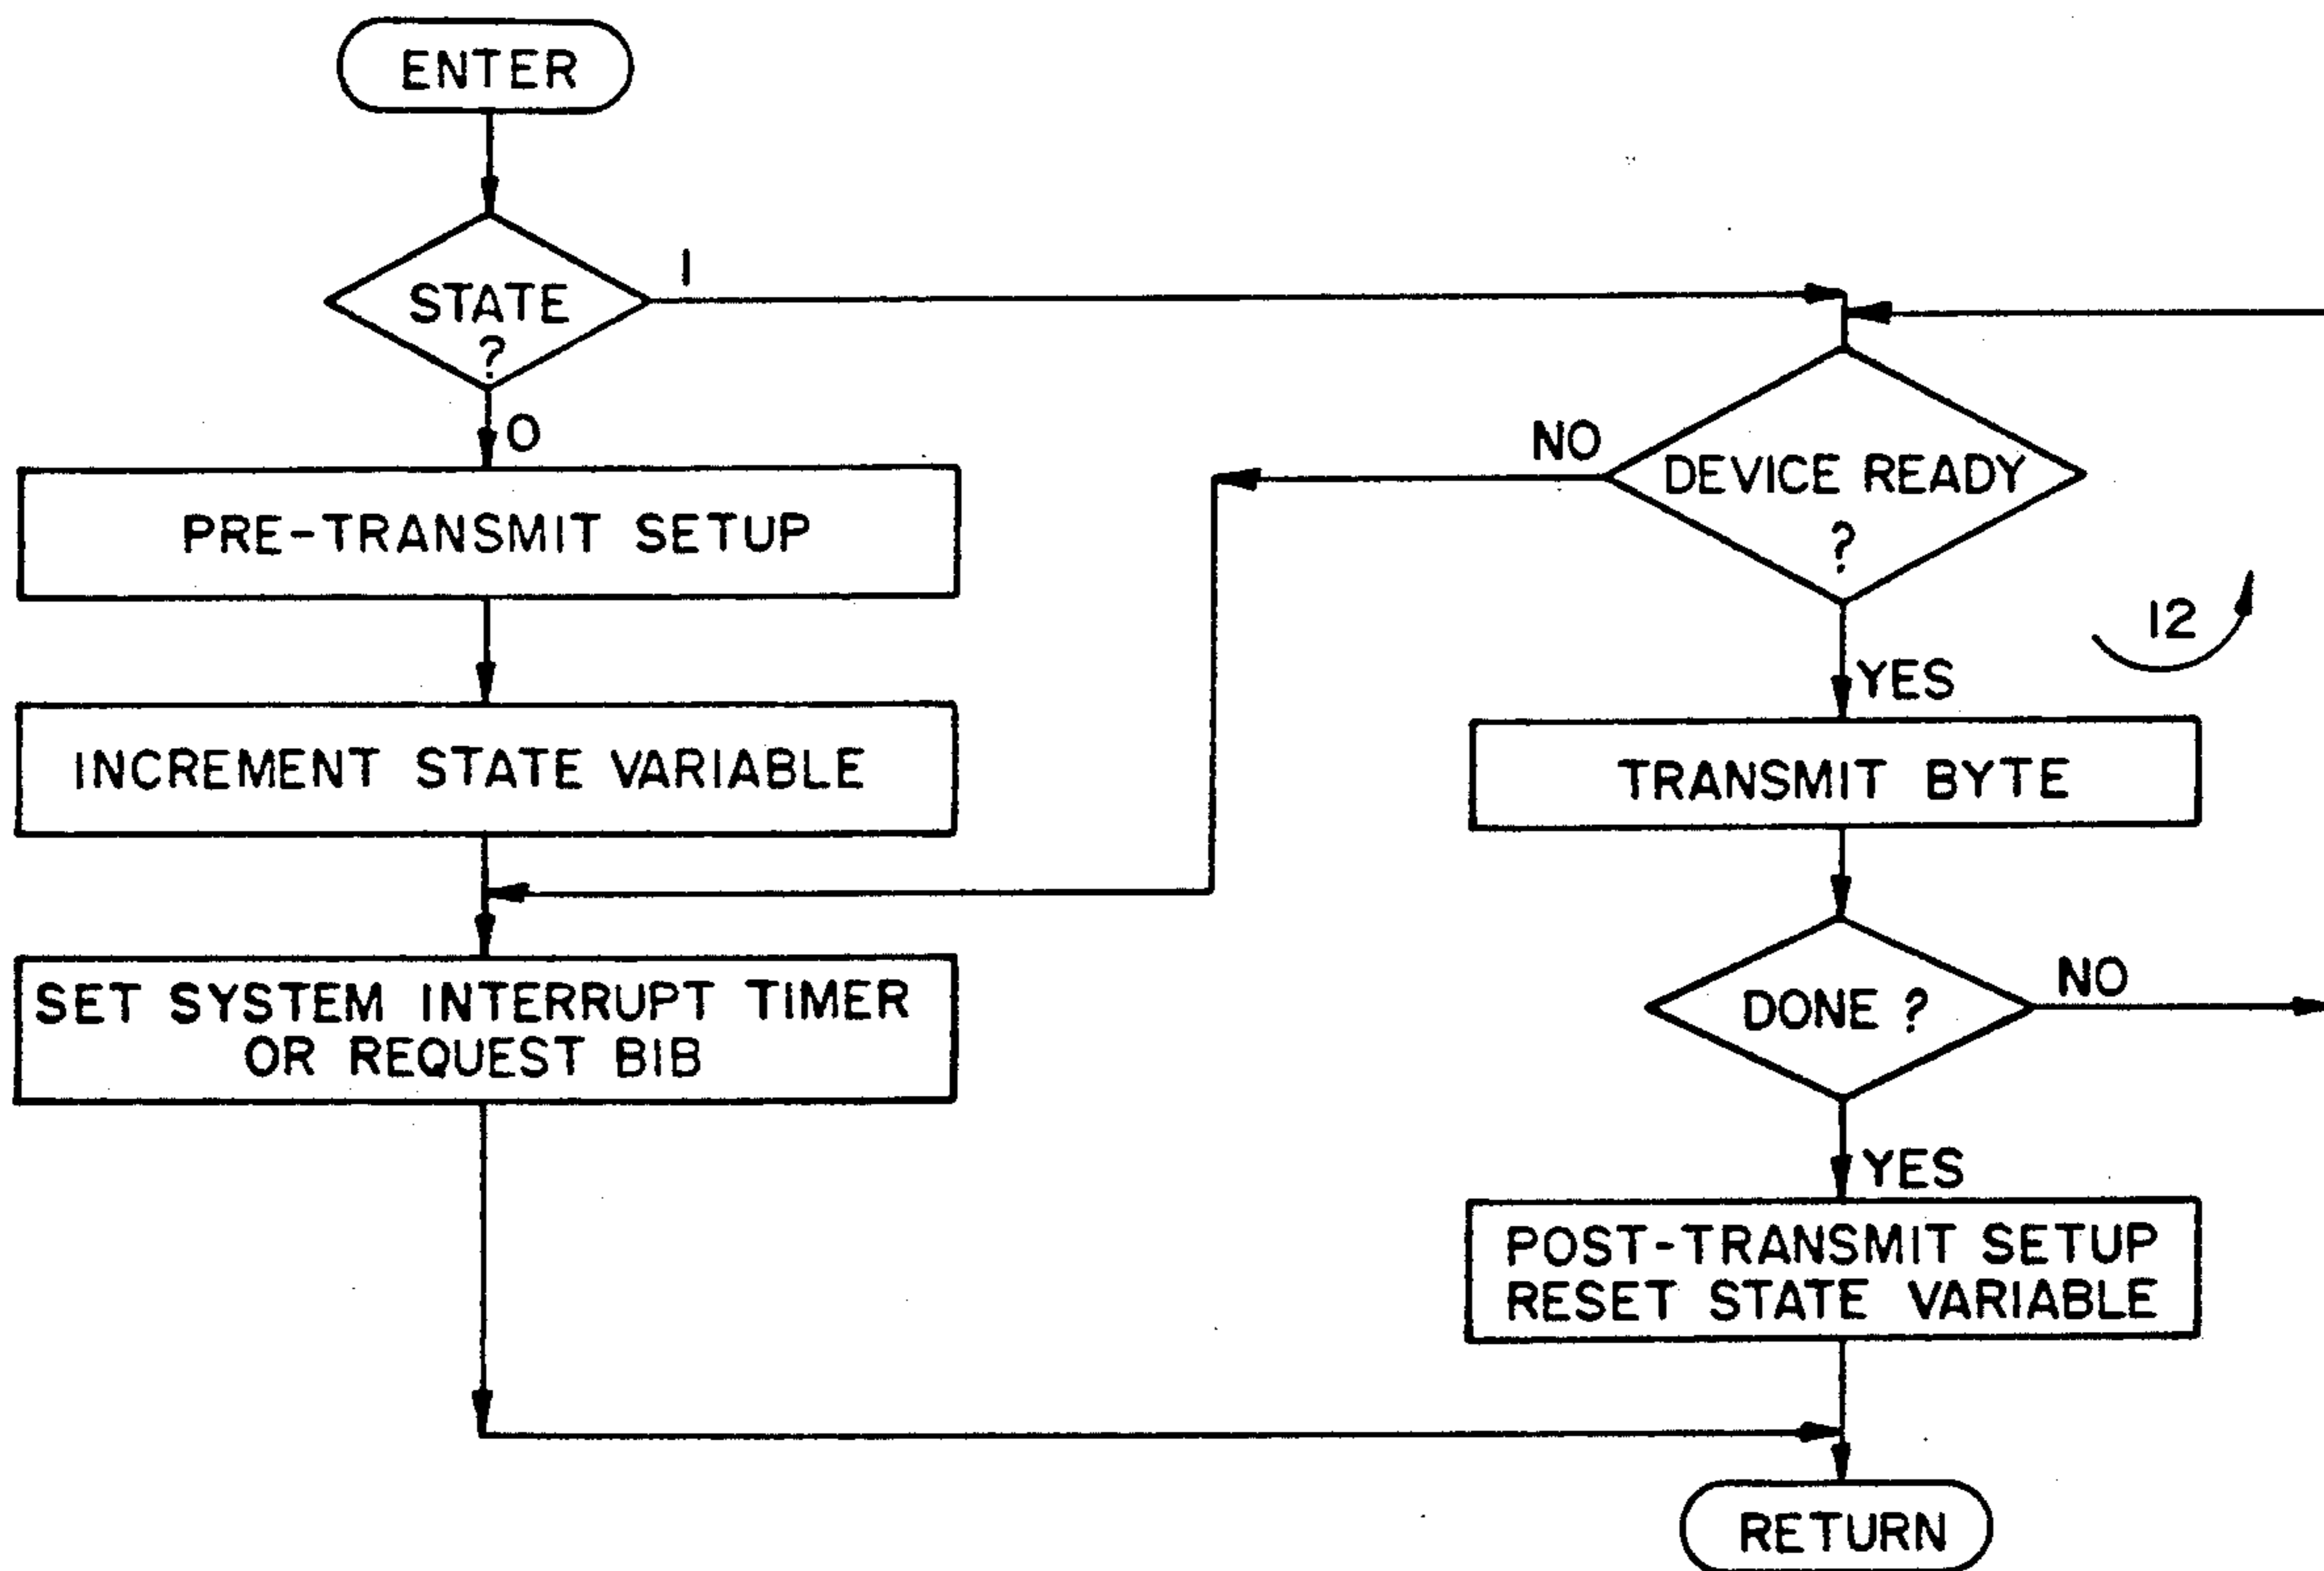 ENTER
STATE
?
1
0
PRE-TRANSMIT SETUP
INCREMENT STATE VARIABLE
SET SYSTEM INTERRUPT TIMER
OR REQUEST BIB
NO
DEVICE READY
?
12
YES
TRANSMIT BYTE
DONE ?
NO
YES
POST-TRANSMIT SETUP
RESET STATE VARIABLE
RETURN